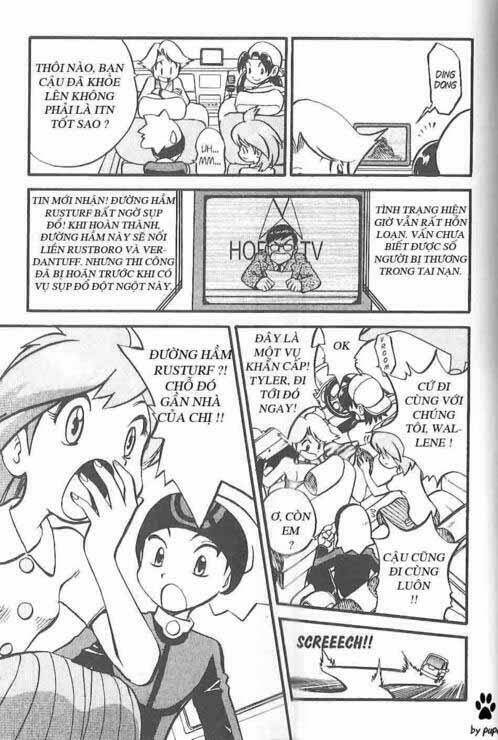 DING
DONG
THÔI NÀO, BẠN
CẬU ĐÃ KHỎE
LÊN KHÔNG
PHẢI LÀ ITN
TỐT SAO ?
UH...
MM...
TIN MỚI NHẬN! ĐƯỜNG HẦM
RUSTURF BẤT NGỜ SỤP
ĐỔ! KHI HOÀN THÀNH,
ĐƯỜNG HẦM NÀY SẼ NỐI
LIỀN RUSTBORO VÀ VER-
DANTUFF. NHƯNG THI CÔNG
ĐÃ BỊ HOÃN TRƯỚC KHI CÓ
VỤ SỤP ĐỔ ĐỘT NGỘT NÀY.
TV
TÌNH TRẠNG HIỆN
GIỜ VẪN RẤT HỖN
LOẠN. VẪN CHƯA
BIẾT ĐƯỢC SỐ
NGƯỜI BỊ THƯƠNG
TRONG TAI NẠN.
ĐƯỜNG HẦM
RUSTURF ?!
CHỖ ĐÓ
GẦN NHÀ
CỦA CHỊ !!
ĐÂY LÀ
MỘT VỤ
KHẨN CẤP!
TYLER, ĐI
TỚI ĐÓ
NGAY!
OK
VROOM
CỨ ĐI
CÙNG VỚI
CHÚNG
TÔI, WAL-
LENE !
Ơ, CÒN
EM
?
CẬU CŨNG
ĐI CÙNG
LUÔN
!!
SCREEECH!!
by pupu